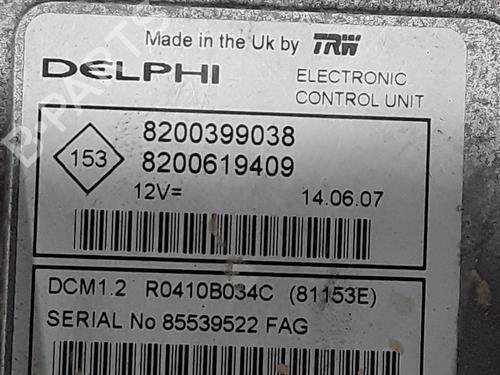 Made in the Uk by TRW
DELPHI
ELECTRONIC
CONTROL UNIT
153
8200399038
8200619409
12V=
14.06.07
DCM1.2 R0410B034C (81153E)
SERIAL No 85539522 FAG
B-PARTS